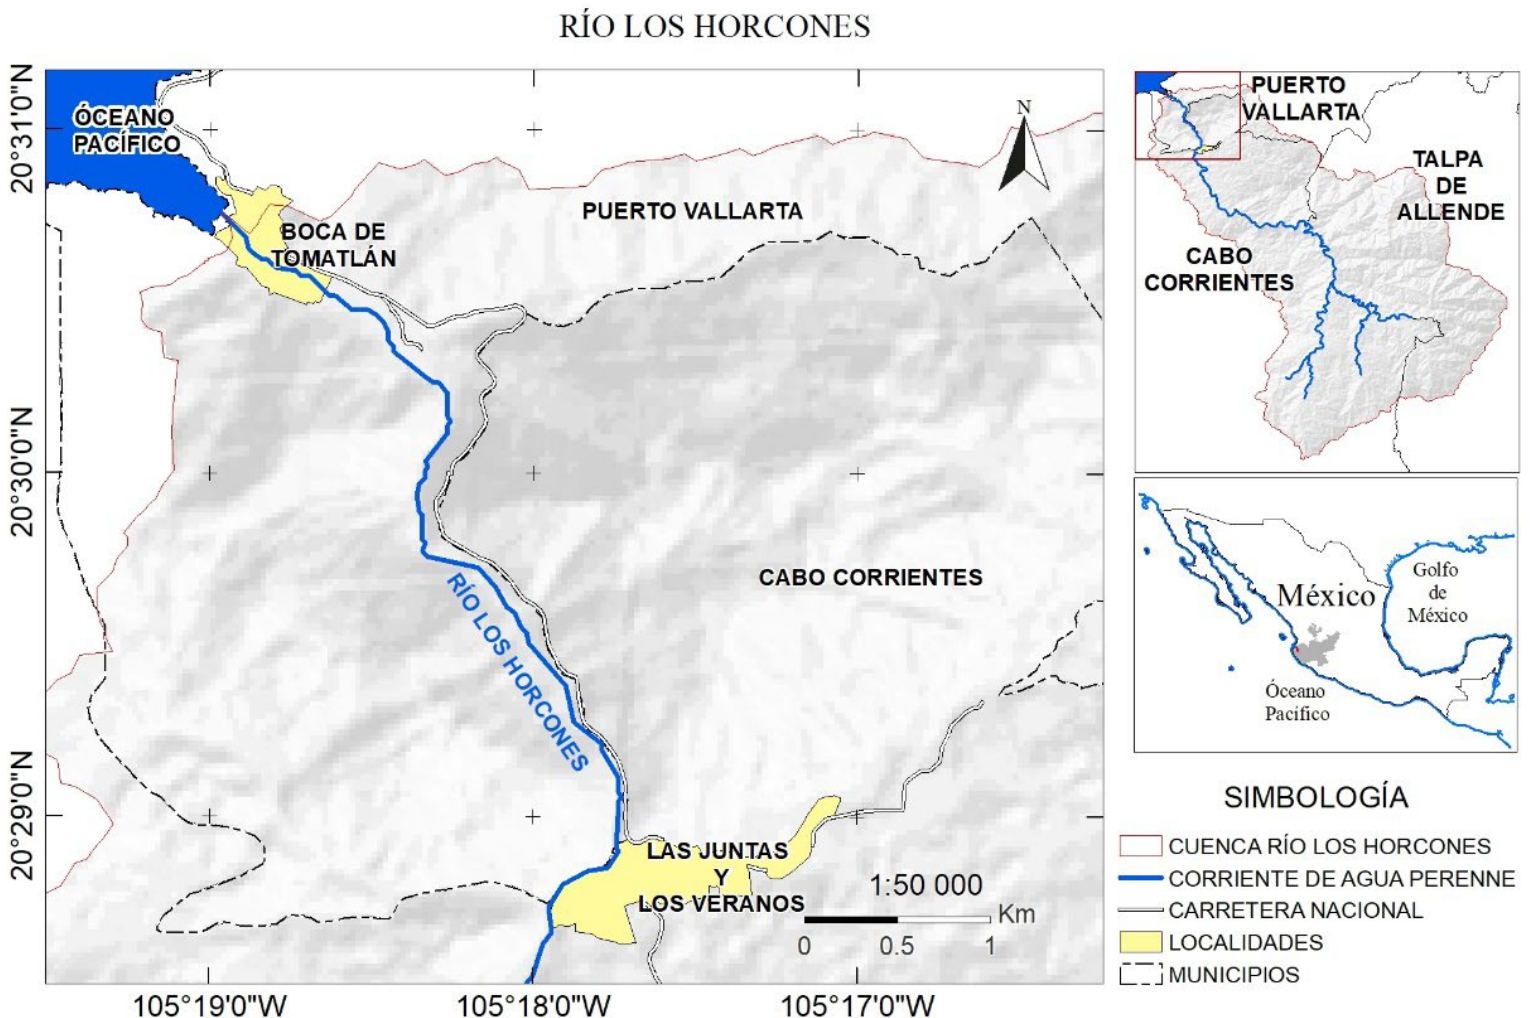 RÍO LOS HORCONES
20°31'0"N
20°30'0"N
20°29'0"N
ÓCEANO
PACÍFICO
BOCA DE
TOMATLÁN
PUERTO VALLARTA
N
CABO CORRIENTES
RÍO LOS HORCONES
LAS JUNTAS
Y
LOS VERANOS
1:50 000
Km
0 0.5 1
105°19'0"W 105°18'0"W 105°17'0"W
PUERTO
VALLARTA
TALPA
DE
ALLENDE
CABO
CORRIENTES
Golfo
de
México
México
Óceano
Pacífico
SIMBOLOGÍA
CUENCA RÍO LOS HORCONES
CORRIENTE DE AGUA PERENNE
CARRETERA NACIONAL
LOCALIDADES
MUNICIPIOS